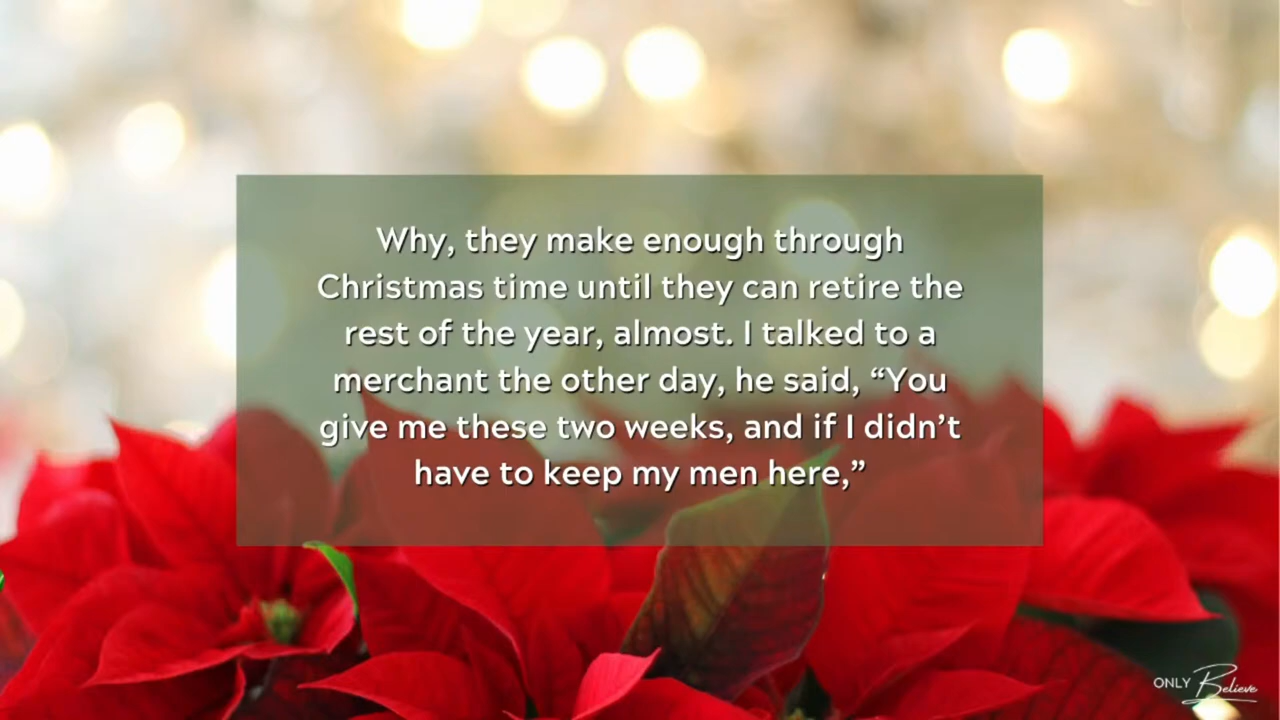 Why, they make enough through
Christmas time until they can retire the
rest of the year, almost. I talked to a
merchant the other day, he said, “You
give me these two weeks, and if I didn’t
have to keep my men here,”
ONLY Believe